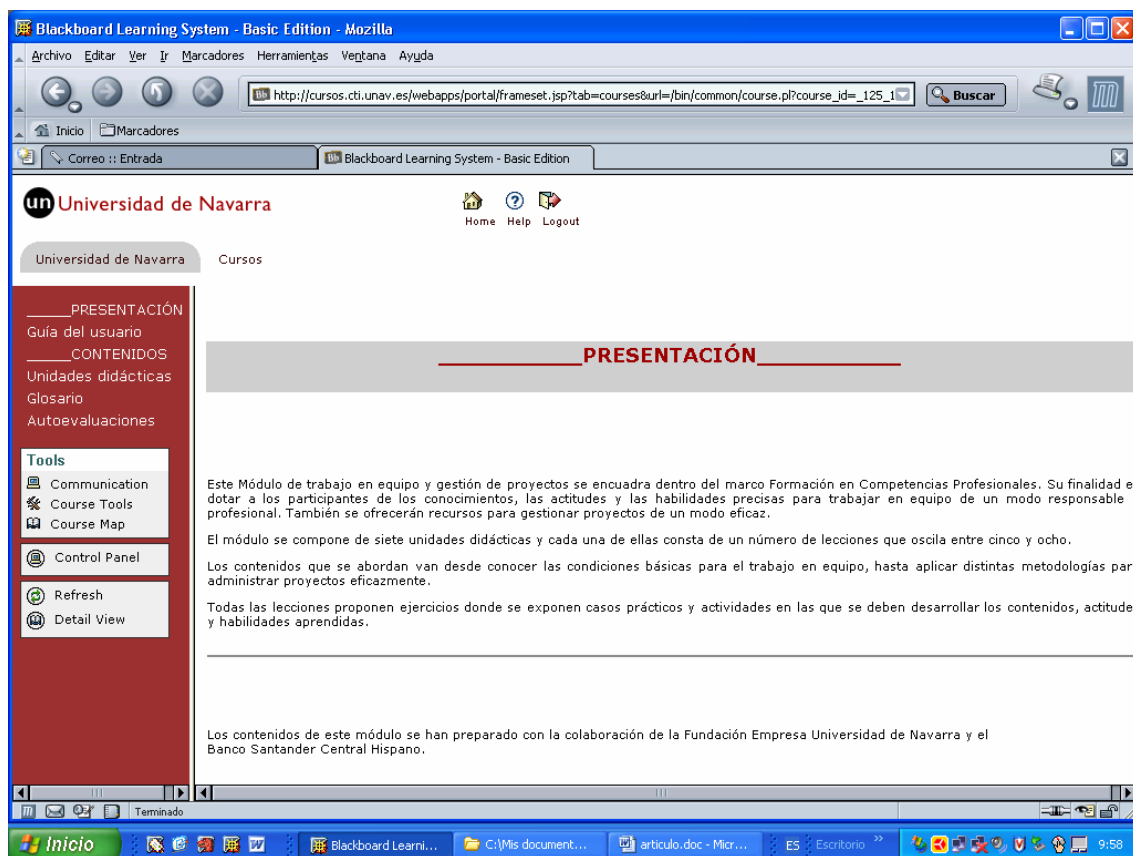 Blackboard Learning System - Basic Edition - Mozilla
Archivo Editar Ver Ir Marcadores Herramientas Ventana Ayuda
http://cursos.cti.unav.es/webapps/portal/frameset.jsp?tab=courses&url=/bin/common/course.pl?course_id=_125_1 Buscar
Inicio Marcadores
Correo :: Entrada Blackboard Learning System - Basic Edition
un Universidad de Navarra
Home Help Logout
Universidad de Navarra Cursos
_____PRESENTACIÓN
Guía del usuario
_____CONTENIDOS
Unidades didácticas
Glosario
Autoevaluaciones
Tools
Communication
Course Tools
Course Map
Control Panel
Refresh
Detail View
____________PRESENTACIÓN____________
Este Módulo de trabajo en equipo y gestión de proyectos se encuadra dentro del marco Formación en Competencias Profesionales. Su finalidad e
dotar a los participantes de los conocimientos, las actitudes y las habilidades precisas para trabajar en equipo de un modo responsable
profesional. También se ofrecerán recursos para gestionar proyectos de un modo eficaz.
El módulo se compone de siete unidades didácticas y cada una de ellas consta de un número de lecciones que oscila entre cinco y ocho.
Los contenidos que se abordan van desde conocer las condiciones básicas para el trabajo en equipo, hasta aplicar distintas metodologías par
administrar proyectos eficazmente.
Todas las lecciones proponen ejercicios donde se exponen casos prácticos y actividades en las que se deben desarrollar los contenidos, actitude
y habilidades aprendidas.
Los contenidos de este módulo se han preparado con la colaboración de la Fundación Empresa Universidad de Navarra y el
Banco Santander Central Hispano.
Terminado
Inicio Blackboard Learni... C:\Mis document... articulo.doc - Micr... ES Escritorio » 9:58